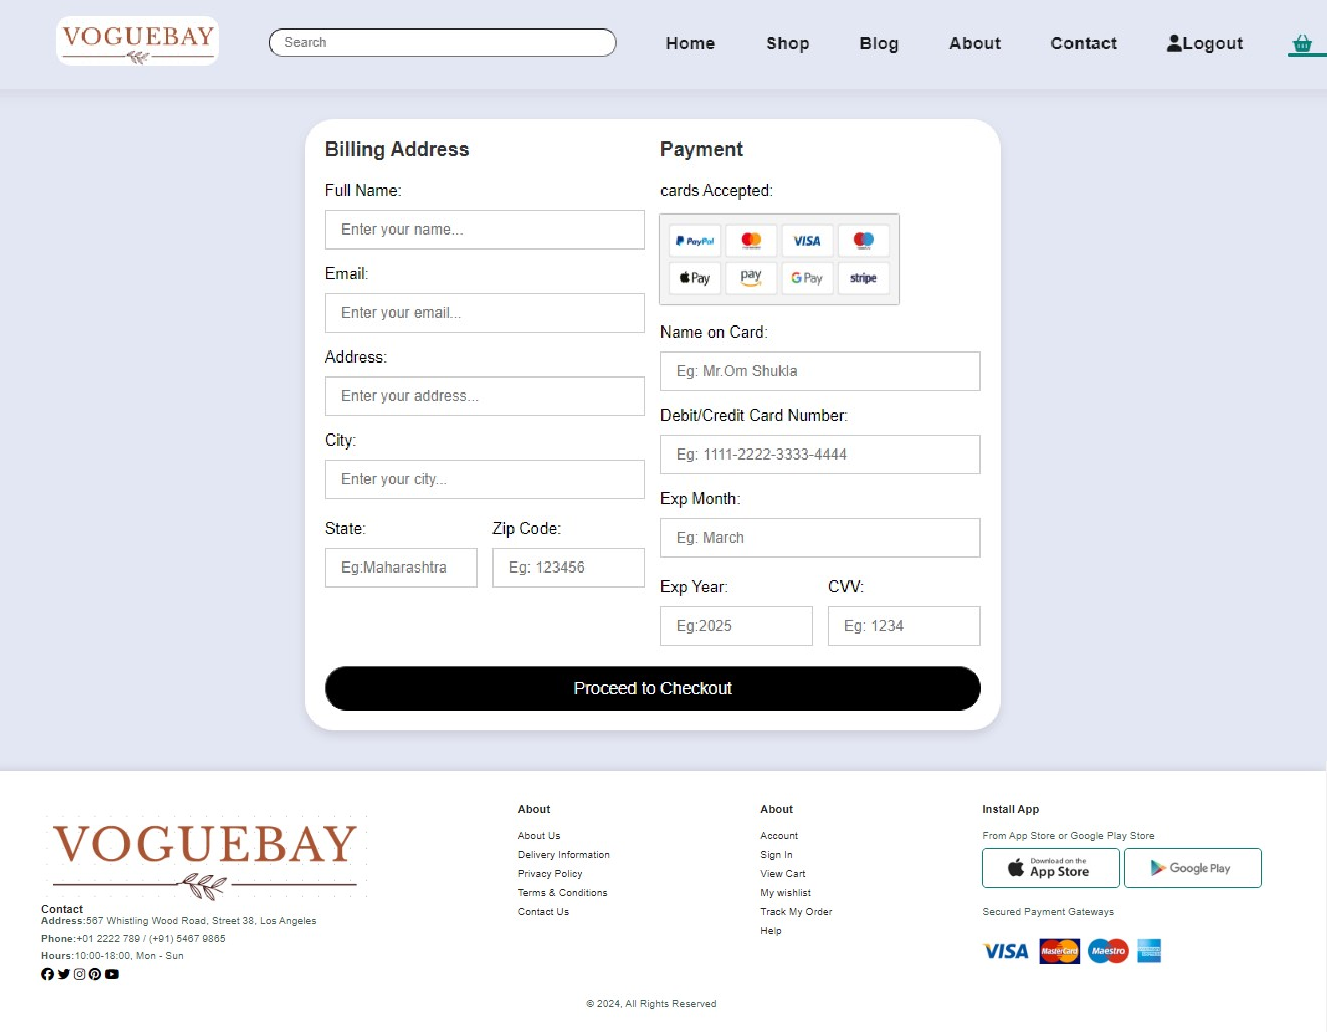 VOGUEBAY
Search
Home
Shop
Blog
About
Contact
Logout
Billing Address
Full Name:
Enter your name...
Email:
Enter your email...
Address:
Enter your address...
City:
Enter your city...
State:
Zip Code:
Eg:Maharashtra
Eg: 123456
Payment
cards Accepted:
PayPal
VISA
Pay
pay
G Pay
stripe
Name on Card:
Eg: Mr.Om Shukla
Debit/Credit Card Number:
Eg: 1111-2222-3333-4444
Exp Month:
Eg: March
Exp Year:
CVV:
Eg:2025
Eg: 1234
Proceed to Checkout
VOGUEBAY
Contact
Address:567 Whistling Wood Road, Street 38, Los Angeles
Phone:+01 2222 789 / (+91) 5467 9865
Hours:10:00-18:00, Mon - Sun
About
About Us
Delivery Information
Privacy Policy
Terms & Conditions
Contact Us
About
Account
Sign In
View Cart
My wishlist
Track My Order
Help
Install App
From App Store or Google Play Store
Download on the
App Store
Google Play
Secured Payment Gateways
VISA
MasterCard
Maestro
© 2024, All Rights Reserved